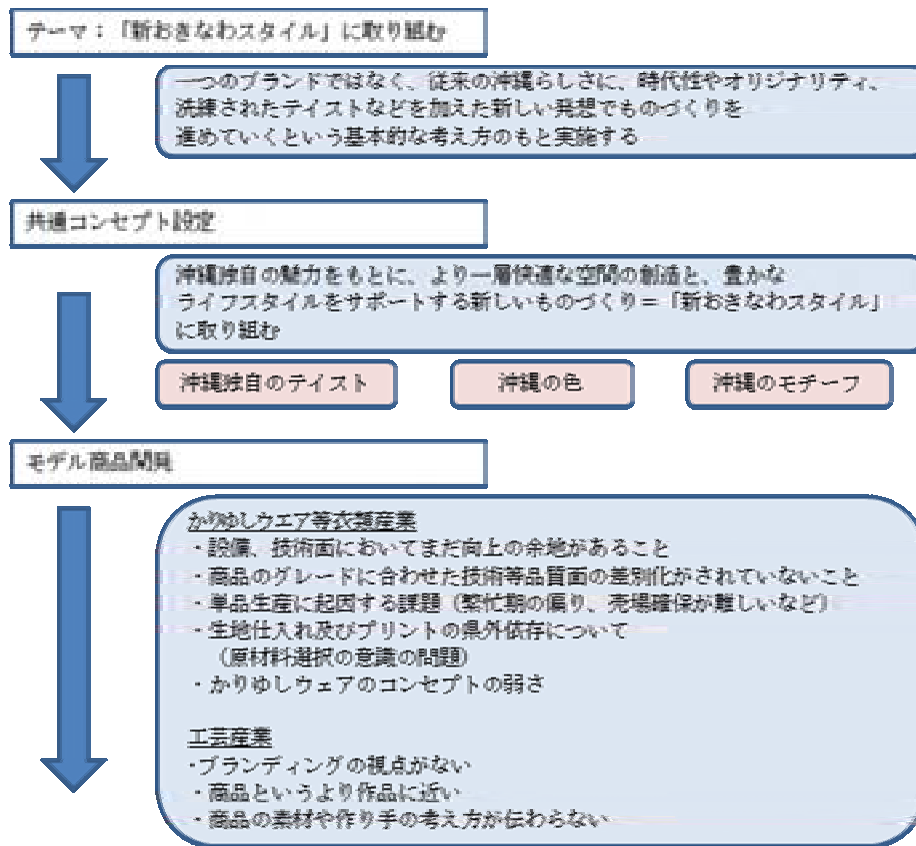 テーマ：「新おきなわスタイル」に取り組む
一つのブランドではなく、従来の沖縄らしさに、時代性やオリジナリティ、
洗練されたテイストなどを加えた新しい発想でものづくりを
進めていくという基本的な考え方のもと実施する
共通コンセプト設定
沖縄独自の魅力をもとに、より一層快適な空間の創造と、豊かな
ライフスタイルをサポートする新しいものづくり＝「新おきなわスタイル」
に取り組む
沖縄独自のテイスト
沖縄の色
沖縄のモチーフ
モデル商品開発
かりゆしウエア等衣類産業
・設備、技術面においてまだ向上の余地があること
・商品のグレードに合わせた技術等品質面の差別化がされていないこと
・単品生産に起因する課題（繁忙期の偏り、売場確保が難しいなど）
・生地仕入れ及びプリントの県外依存について
（原材料選択の意識の問題）
・かりゆしウェアのコンセプトの弱さ
工芸産業
・ブランディングの視点がない
・商品というより作品に近い
・商品の素材や作り手の考え方が伝わらない